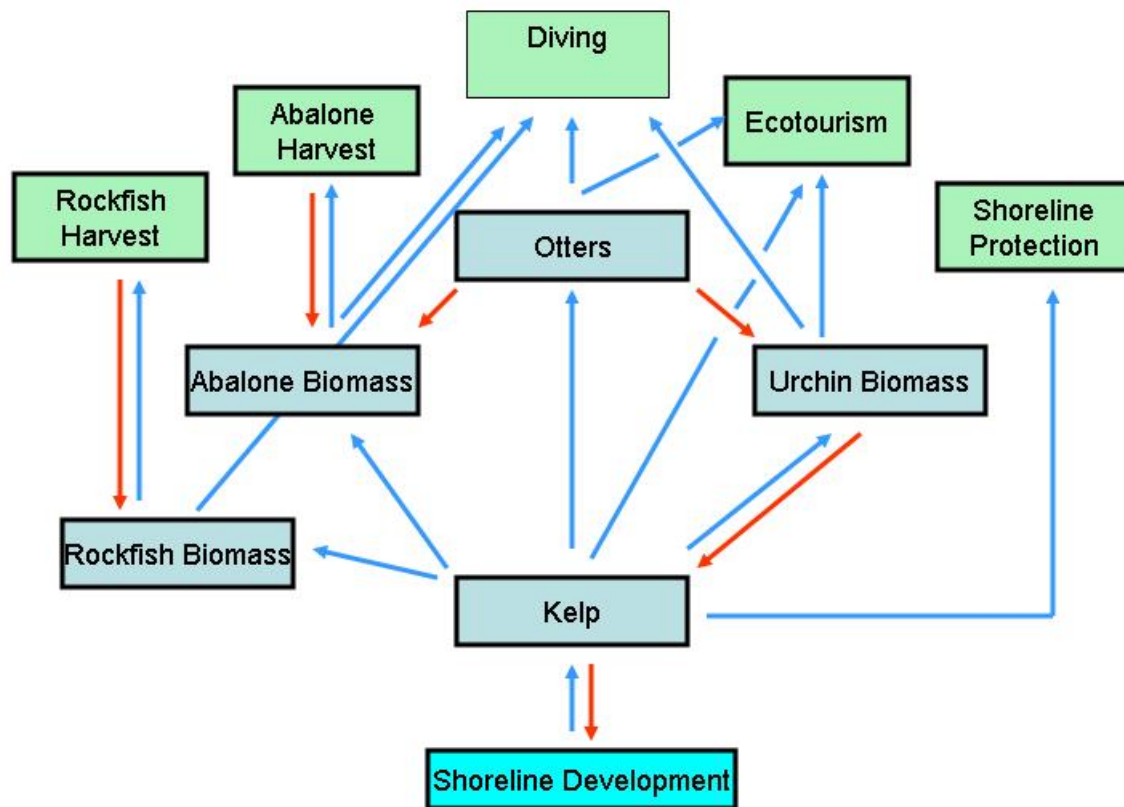 Diving
Abalone
Harvest
Ecotourism
Rockfish
Harvest
Shoreline
Protection
Otters
Abalone Biomass
Urchin Biomass
Rockfish Biomass
Kelp
Shoreline Development